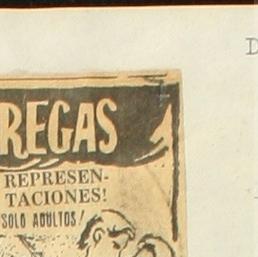 D
REGAS
REPRESEN-
TACIONES!
SOLO ADULTOS!